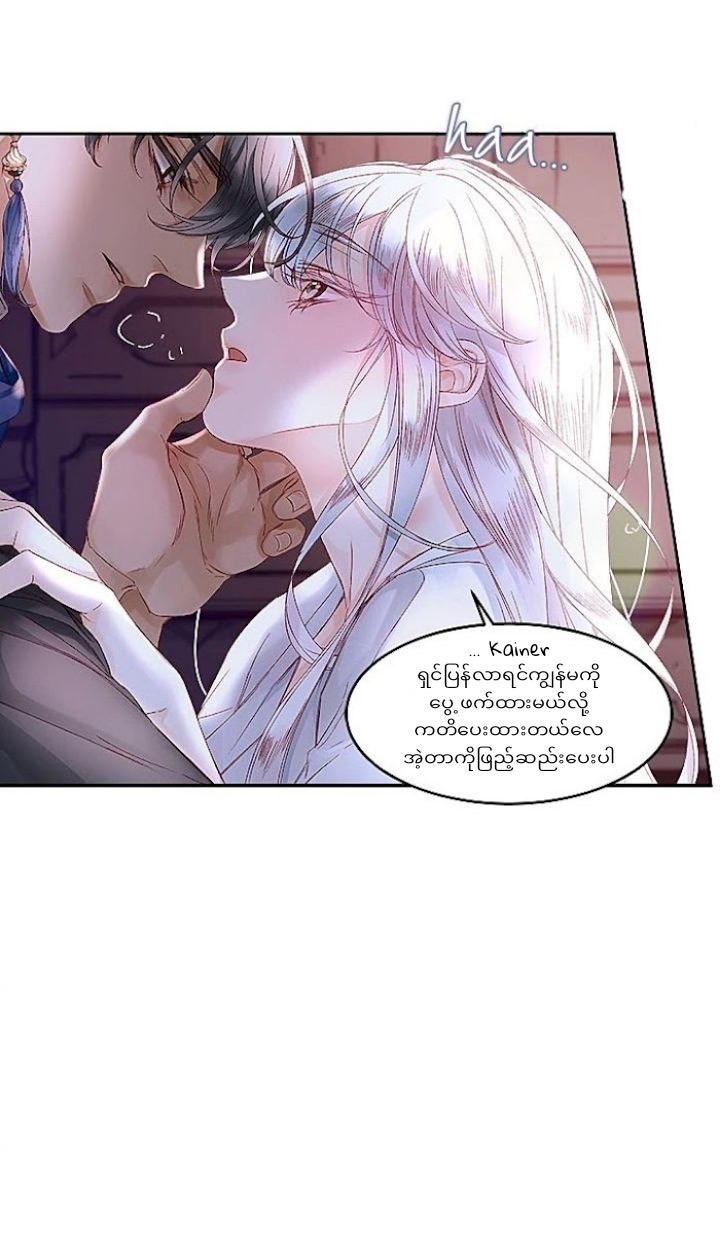 haa...
... Kainer
ရှင်ပြန်လာရင်ကျွန်မကို
ပွေ့ဖက်ထားမယ်လို့
ကတိပေးထားတယ်လေ
အဲ့တာကိုဖြည့်ဆည်းပေးပါ